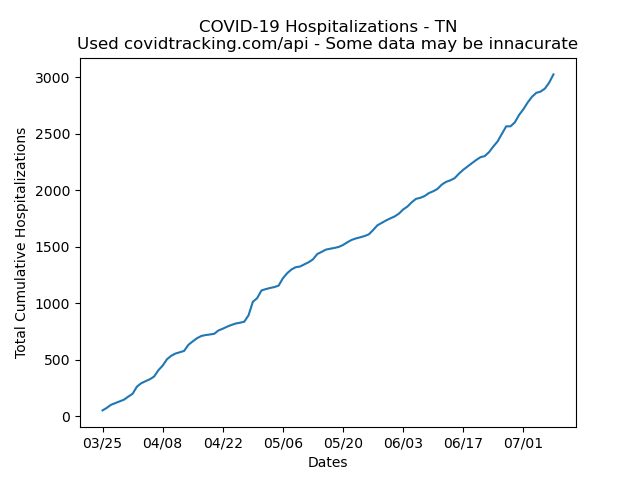 COVID-19 Hospitalizations - TN
Used covidtracking.com/api - Some data may be innacurate
Total Cumulative Hospitalizations
3000
2500
2000
1500
1000
500
0
03/25 04/08 04/22 05/06 05/20 06/03 06/17 07/01
Dates